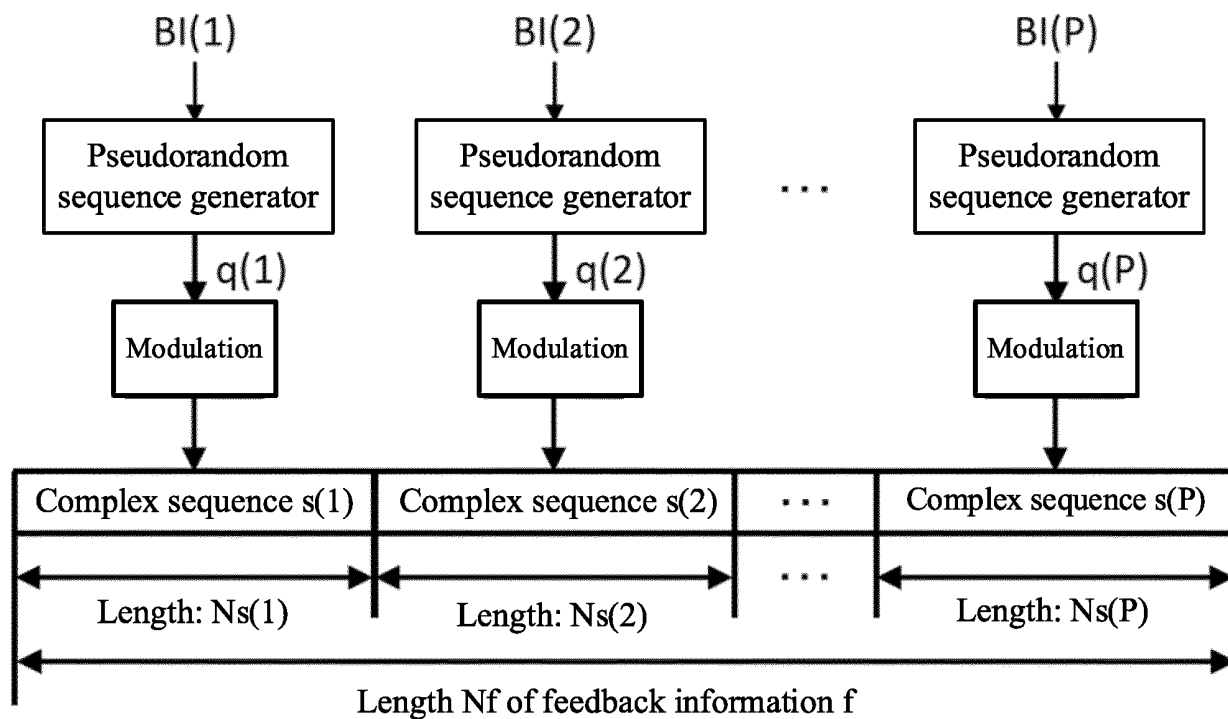 BI(1) BI(2) BI(P)
Pseudorandom Pseudorandom Pseudorandom
sequence generator sequence generator ... sequence generator
q(1) q(2) q(P)
Modulation Modulation Modulation
Complex sequence s(1) Complex sequence s(2) ... Complex sequence s(P)
...
Length: Ns(1) Length: Ns(2) Length: Ns(P)
Length Nf of feedback information f